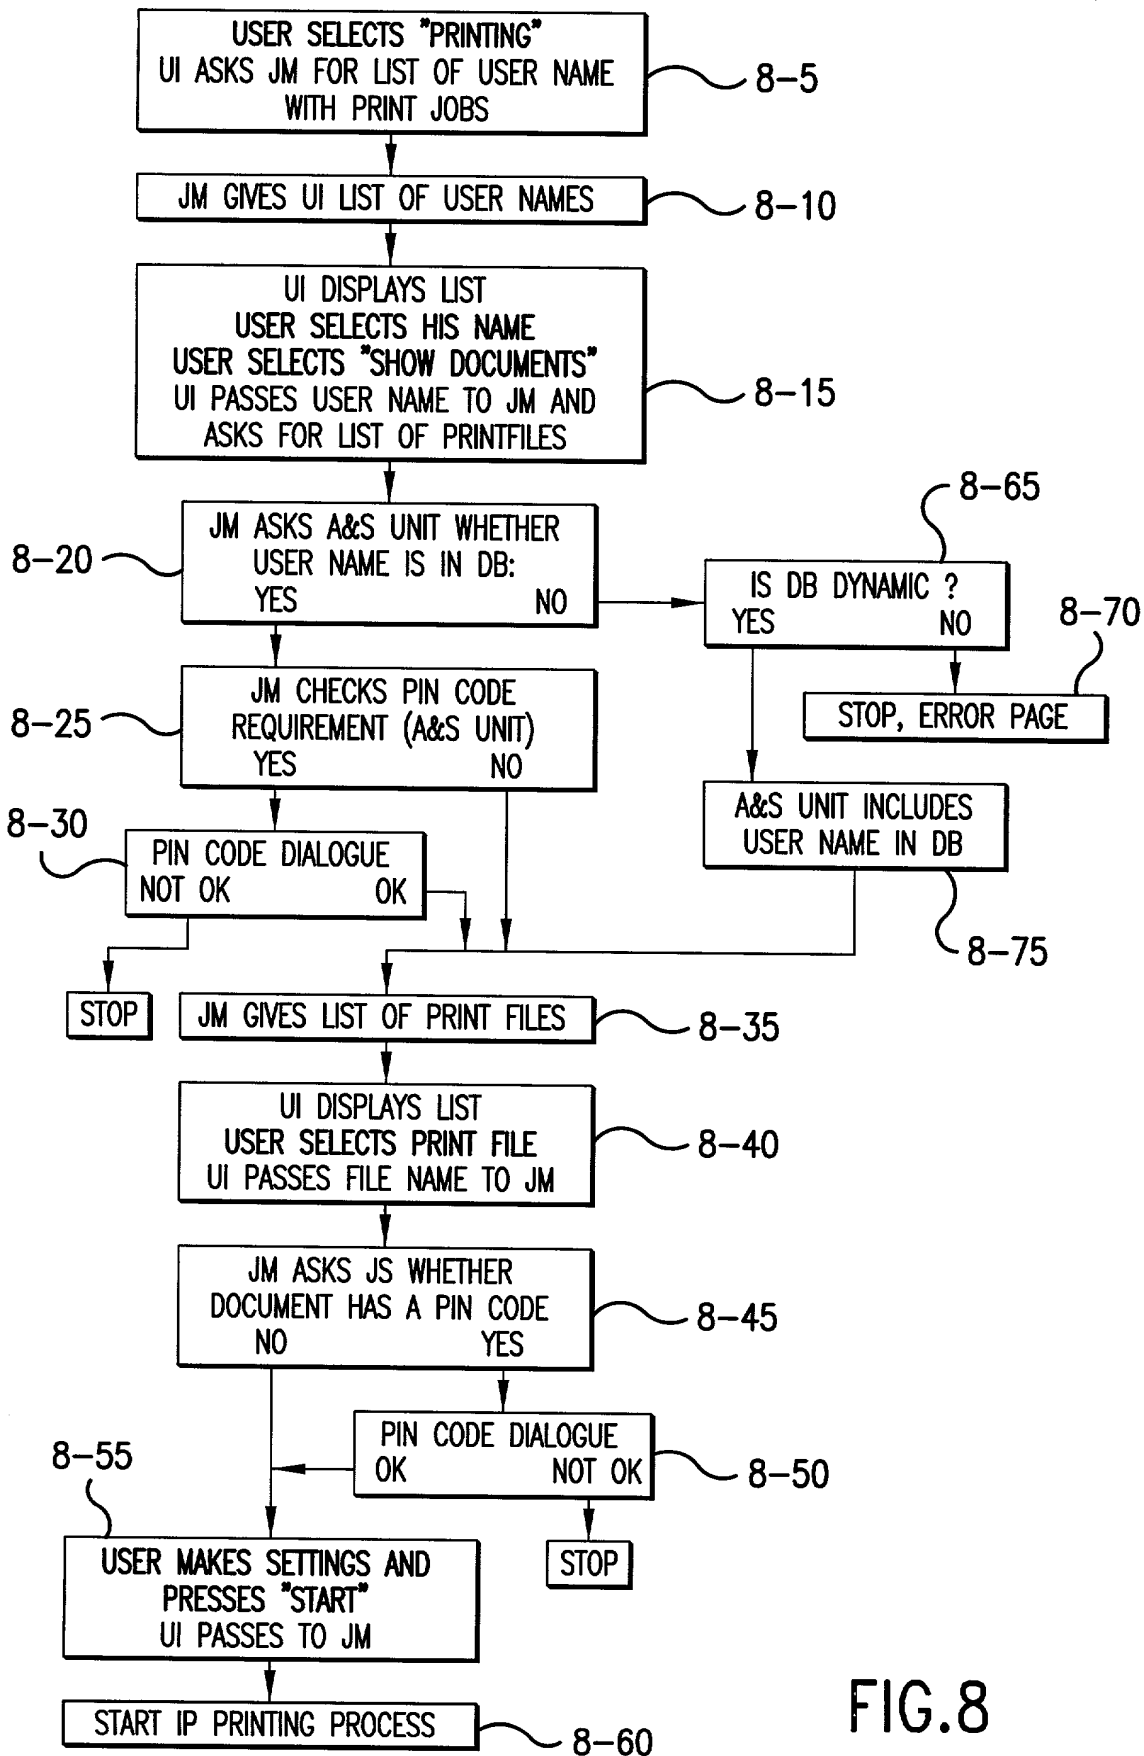 USER SELECTS "PRINTING"
UI ASKS JM FOR LIST OF USER NAME
WITH PRINT JOBS
8-5
JM GIVES UI LIST OF USER NAMES
8-10
UI DISPLAYS LIST
USER SELECTS HIS NAME
USER SELECTS "SHOW DOCUMENTS"
UI PASSES USER NAME TO JM AND
ASKS FOR LIST OF PRINTFILES
8-15
JM ASKS A&S UNIT WHETHER
USER NAME IS IN DB:
YES NO
8-20
8-65
IS DB DYNAMIC ?
YES NO
8-70
STOP, ERROR PAGE
JM CHECKS PIN CODE
REQUIREMENT (A&S UNIT)
YES NO
8-25
A&S UNIT INCLUDES
USER NAME IN DB
8-75
8-30
PIN CODE DIALOGUE
NOT OK OK
STOP
JM GIVES LIST OF PRINT FILES
8-35
UI DISPLAYS LIST
USER SELECTS PRINT FILE
UI PASSES FILE NAME TO JM
8-40
JM ASKS JS WHETHER
DOCUMENT HAS A PIN CODE
NO YES
8-45
PIN CODE DIALOGUE
OK NOT OK
8-50
STOP
8-55
USER MAKES SETTINGS AND
PRESSES "START"
UI PASSES TO JM
START IP PRINTING PROCESS
8-60
FIG.8